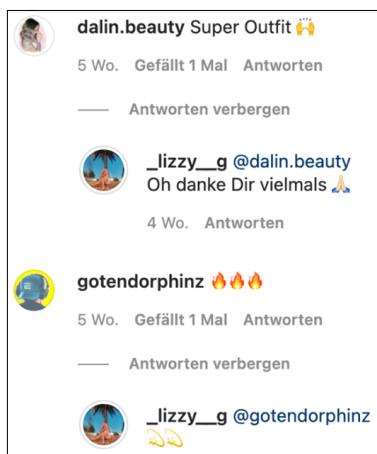 dalin.beauty Super Outfit 🙌
5 Wo. Gefällt 1 Mal Antworten
Antworten verbergen
_lizzy__g @dalin.beauty
Oh danke Dir vielmals 🙏🏻
4 Wo. Antworten
gotendorphinz 🔥🔥🔥
5 Wo. Gefällt 1 Mal Antworten
Antworten verbergen
_lizzy__g @gotendorphinz
💫💫